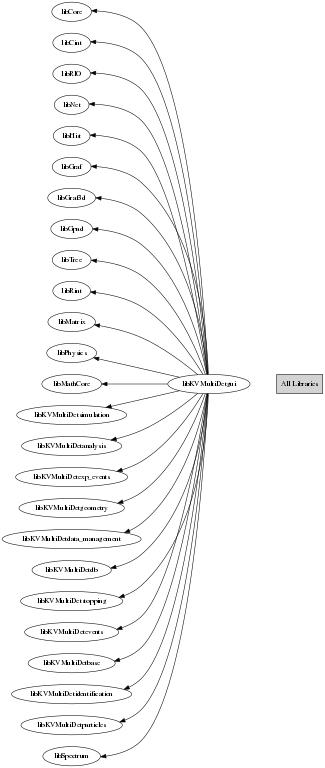 libCore
libCint
libRIO
libNet
libHist
libGraf
libGraf3d
libGpad
libTree
libRint
libMatrix
libPhysics
libMathCore
libKVMultiDetgui
All Libraries
libKVMultiDetsimulation
libKVMultiDetanalysis
libKVMultiDetexp_events
libKVMultiDetgeometry
libKVMultiDetdata_management
libKVMultiDetdb
libKVMultiDetstopping
libKVMultiDetevents
libKVMultiDetbase
libKVMultiDetidentification
libKVMultiDetparticles
libSpectrum